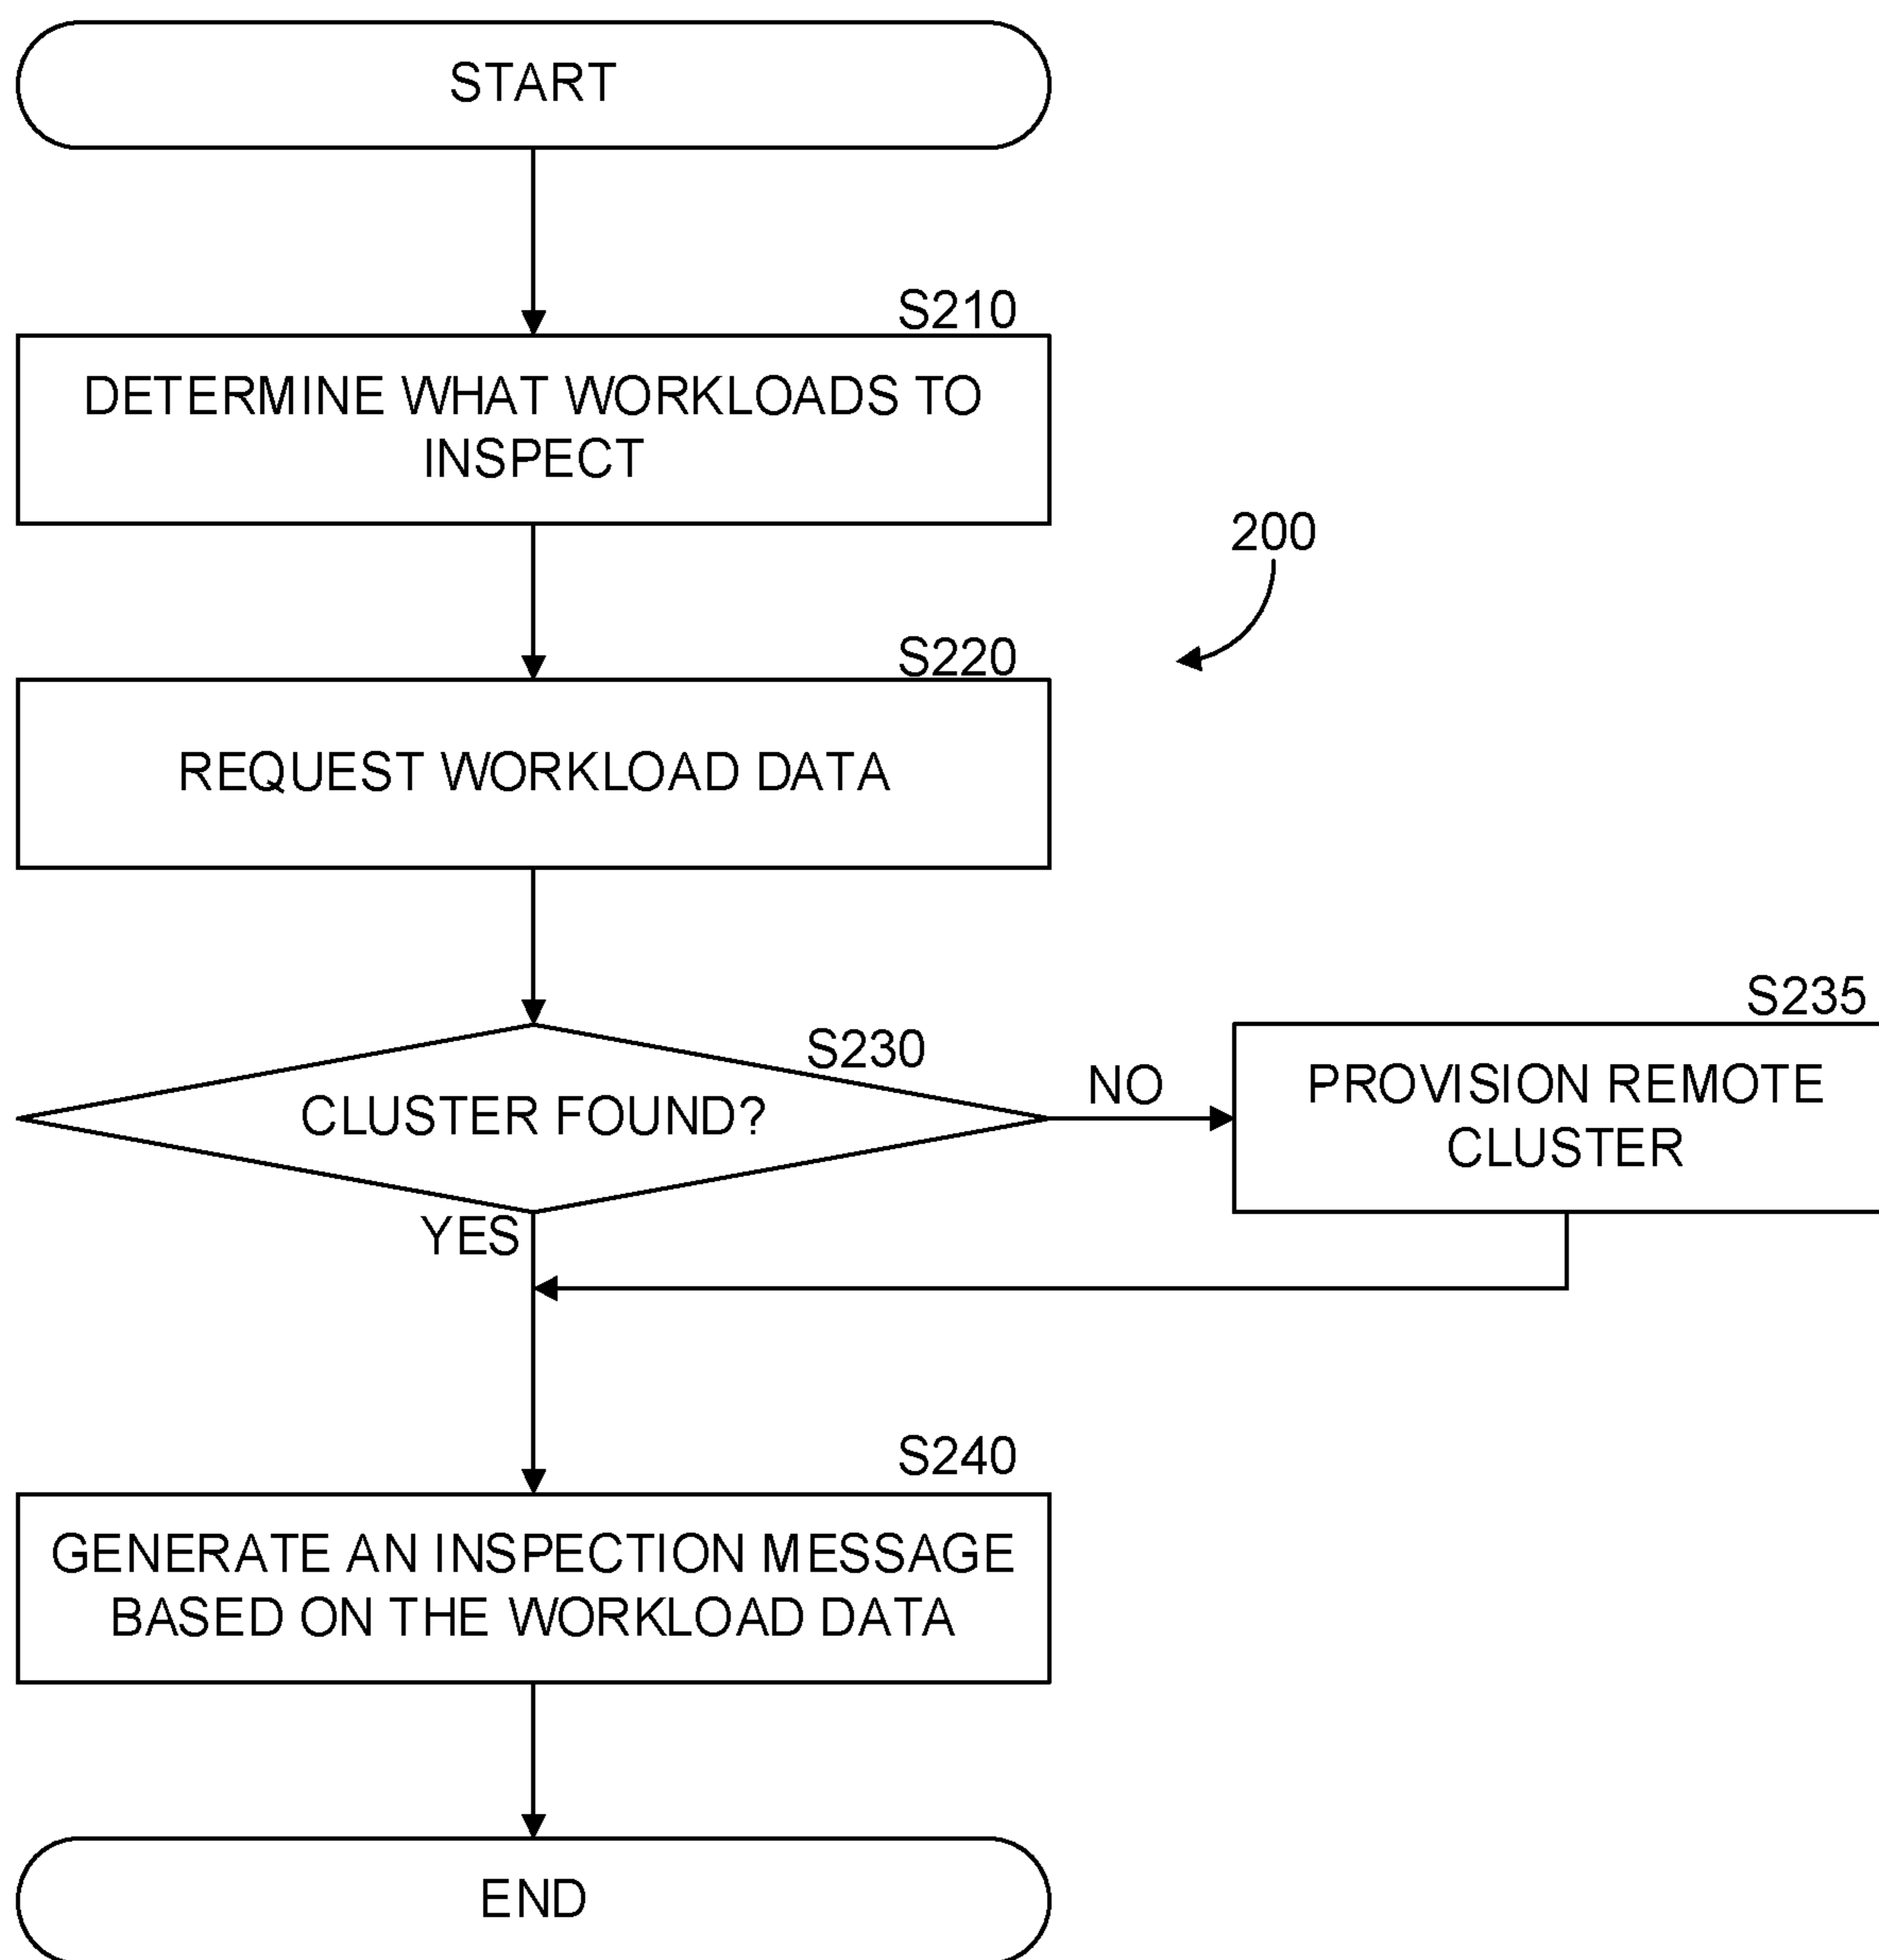 START
S210
DETERMINE WHAT WORKLOADS TO
INSPECT
200
S220
REQUEST WORKLOAD DATA
S230
CLUSTER FOUND?
NO
S235
PROVISION REMOTE
CLUSTER
YES
S240
GENERATE AN INSPECTION MESSAGE
BASED ON THE WORKLOAD DATA
END